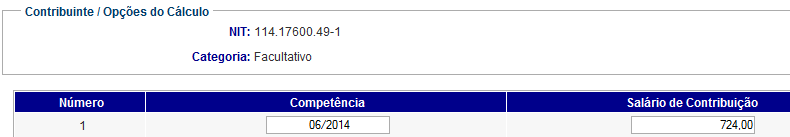 Contribuinte / Opções do Cálculo
NIT: 114.17600.49-1
Categoria: Facultativo
Número Competência Salário de Contribuição
1 06/2014 724,00